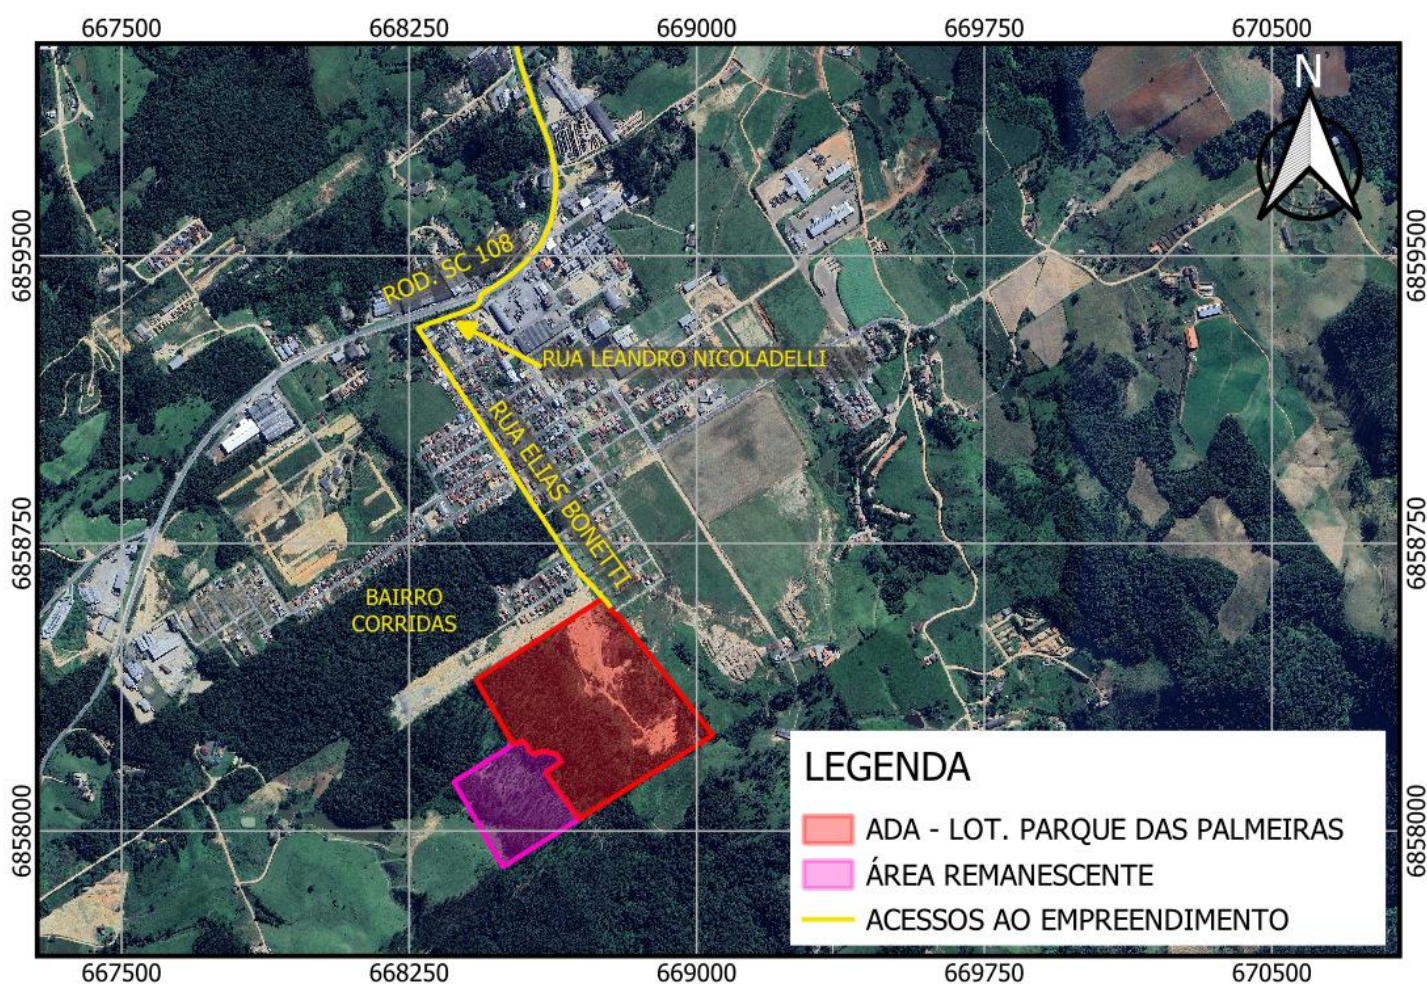 667500 668250 669000 669750 670500
N
6859500
6859500
ROD. SC 108
RUA LEANDRO NICOLADELLI
RUA ELIAS BONETTI
6858750
6858750
BAIRRO
CORRIDAS
LEGENDA
ADA - LOT. PARQUE DAS PALMEIRAS
ÁREA REMANESCENTE
ACESSOS AO EMPREENDIMENTO
6858000
6858000
667500 668250 669000 669750 670500